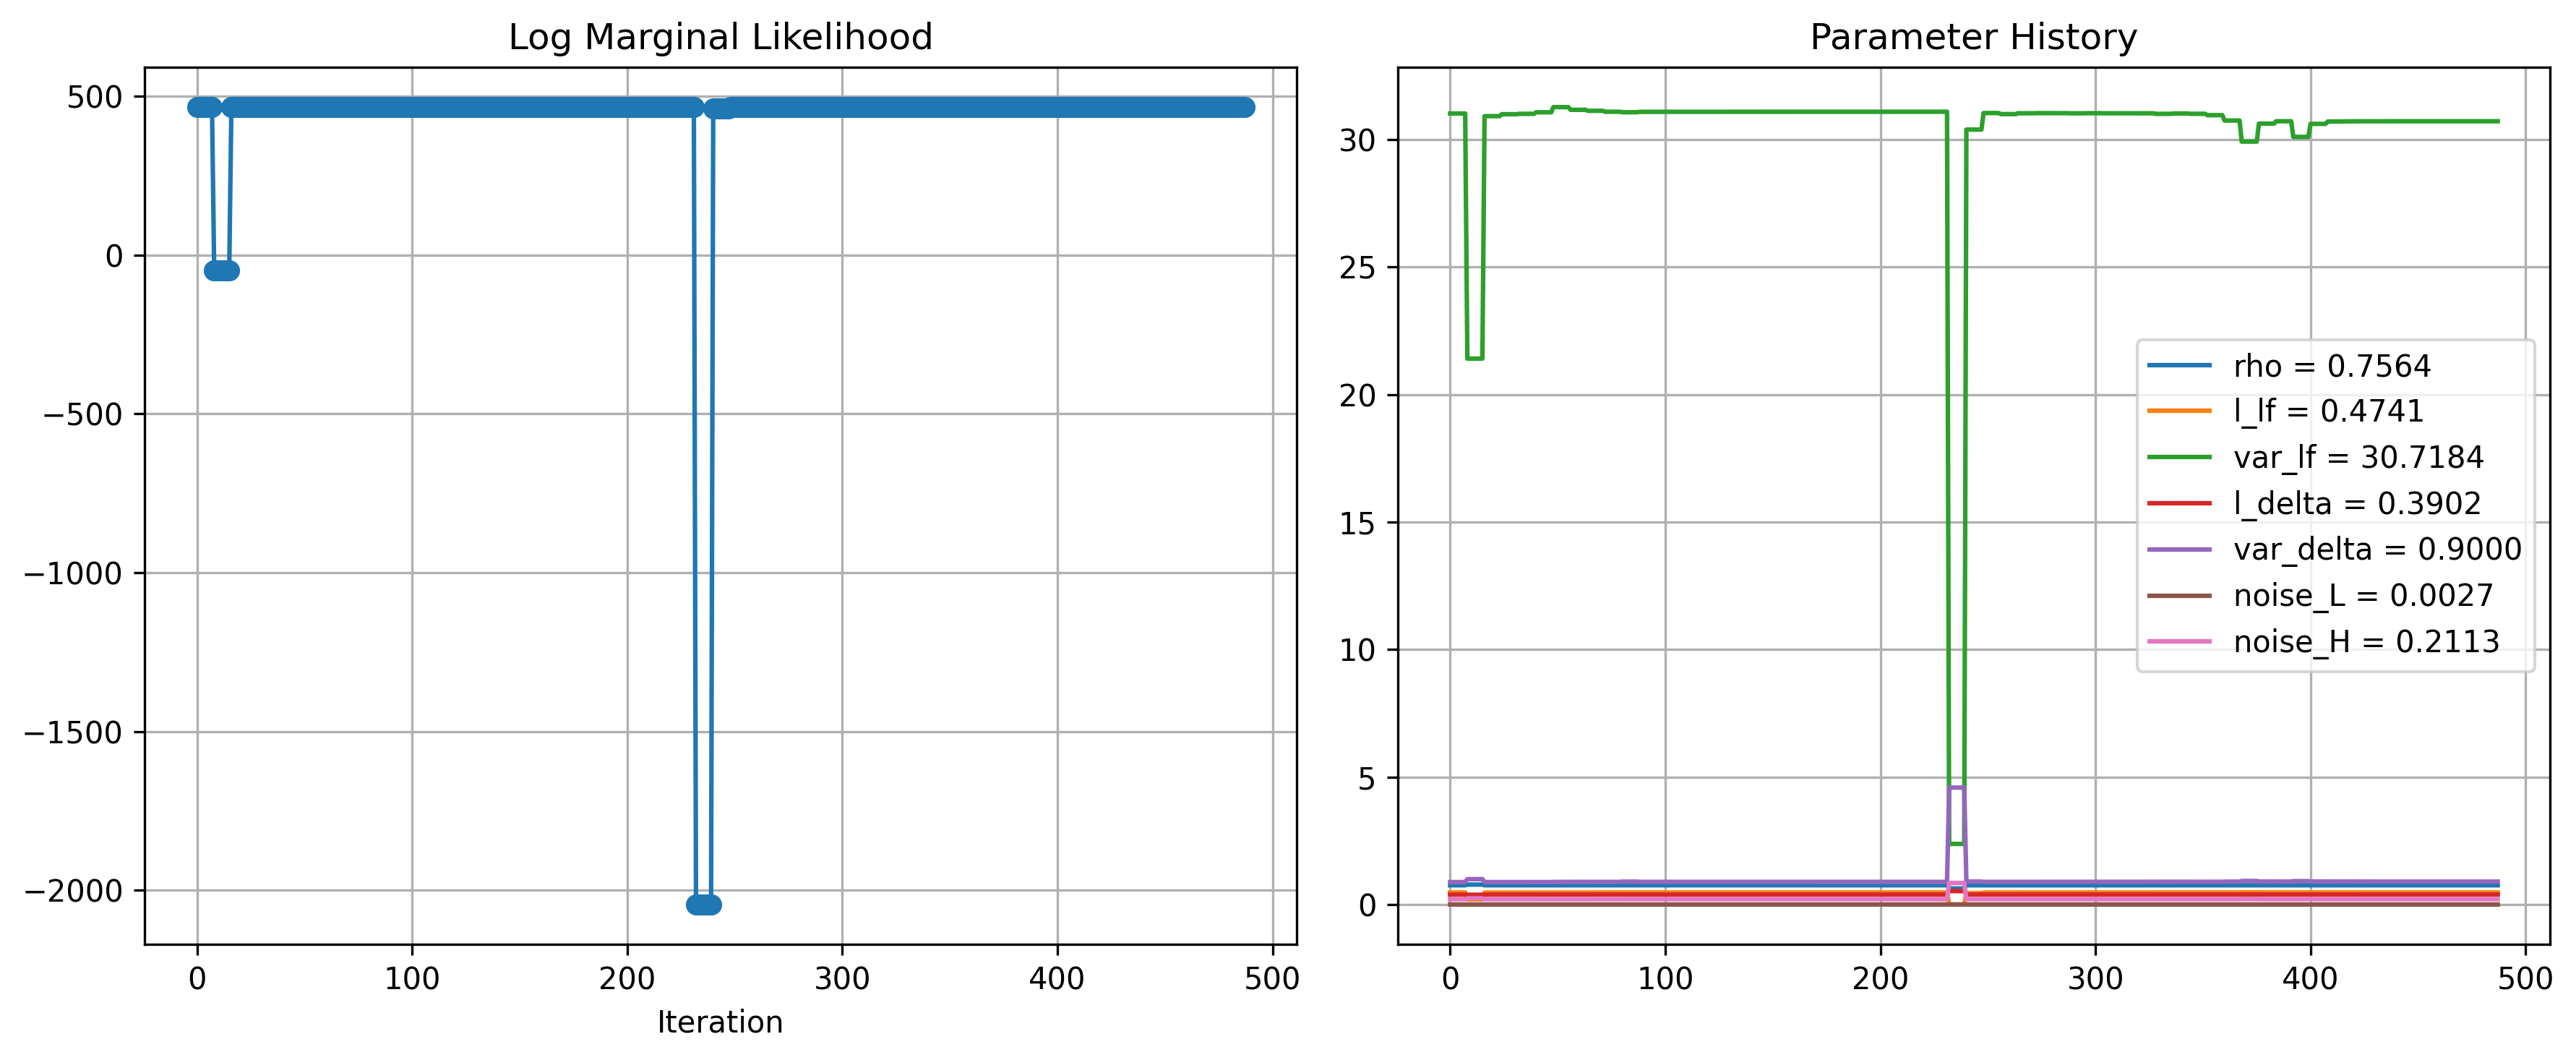 Log Marginal Likelihood
500
0
−500
−1000
−1500
−2000
0
100
200
300
400
500
Iteration
Parameter History
30
25
20
15
10
5
0
0
100
200
300
400
500
rho = 0.7564
l_lf = 0.4741
var_lf = 30.7184
l_delta = 0.3902
var_delta = 0.9000
noise_L = 0.0027
noise_H = 0.2113